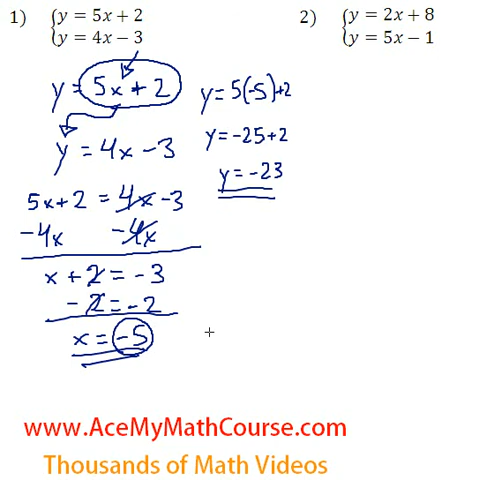 1) y = 5x + 2
y = 4x − 3
2) y = 2x + 8
y = 5x − 1
y = 5x + 2
y = 4x − 3
5x + 2 = 4x − 3
−4x −4x
x + 2 = −3
−2 = −2
x = −5
y = 5(−5)+2
y = −25+2
y = −23
www.AceMyMathCourse.com
Thousands of Math Videos